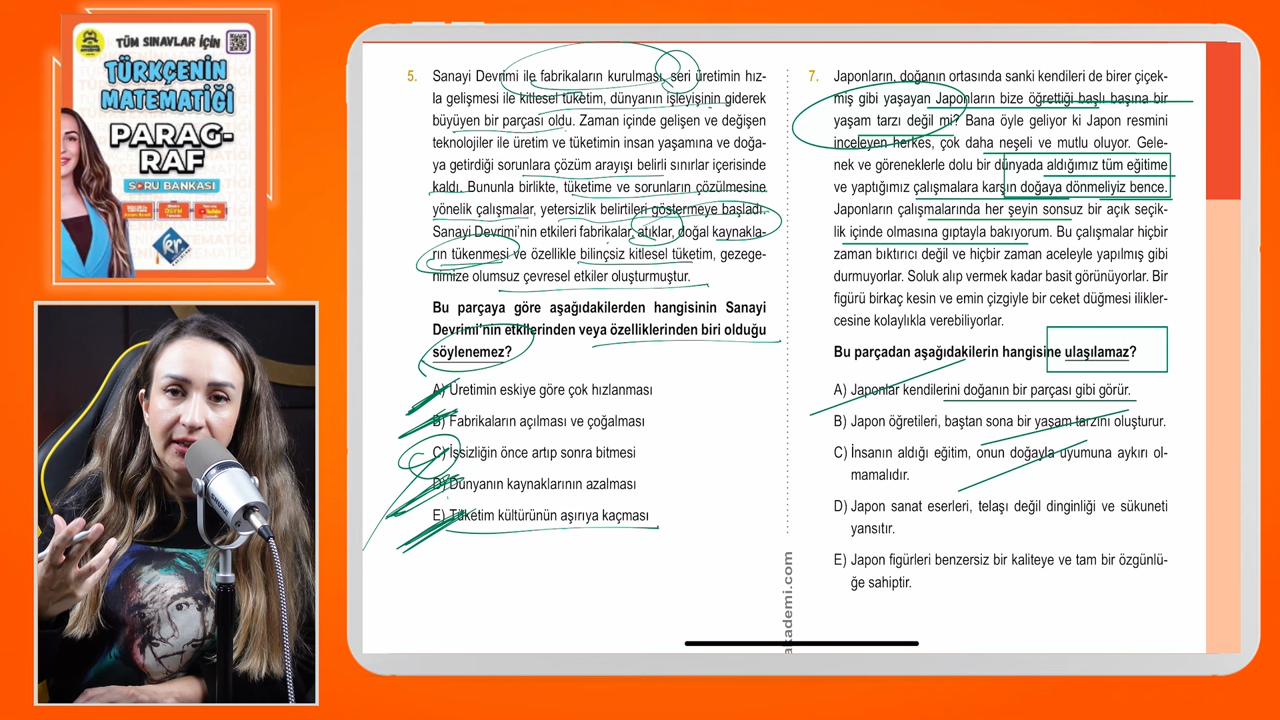 TÜM SINAVLAR İÇİN
TÜRKÇENİN
MATEMATİĞİ
PARAG-
RAF
SORU BANKASI
kr
5. Sanayi Devrimi ile fabrikaların kurulması, seri üretimin hız-
la gelişmesi ile kitlesel tüketim, dünyanın işleyişinin giderek
büyüyen bir parçası oldu. Zaman içinde gelişen ve değişen
teknolojiler ile üretim ve tüketimin insan yaşamına ve doğa-
ya getirdiği sorunlara çözüm arayışı belirli sınırlar içerisinde
kaldı. Bununla birlikte, tüketime ve sorunların çözülmesine
yönelik çalışmalar, yetersizlik belirtileri göstermeye başladı.
Sanayi Devrimi'nin etkileri fabrikalar, atıklar, doğal kaynakla-
rın tükenmesi ve özellikle bilinçsiz kitlesel tüketim, gezege-
nimize olumsuz çevresel etkiler oluşturmuştur.
Bu parçaya göre aşağıdakilerden hangisinin Sanayi
Devrimi'nin etkilerinden veya özelliklerinden biri olduğu
söylenemez?
A) Üretimin eskiye göre çok hızlanması
B) Fabrikaların açılması ve çoğalması
C) İşsizliğin önce artıp sonra bitmesi
D) Dünyanın kaynaklarının azalması
E) Tüketim kültürünün aşırıya kaçması
akademi.com
7. Japonların, doğanın ortasında sanki kendileri de birer çiçek-
miş gibi yaşayan Japonların bize öğrettiği başlı başına bir
yaşam tarzı değil mi? Bana öyle geliyor ki Japon resmini
inceleyen herkes, çok daha neşeli ve mutlu oluyor. Gele-
nek ve göreneklerle dolu bir dünyada aldığımız tüm eğitime
ve yaptığımız çalışmalara karşın doğaya dönmeliyiz bence.
Japonların çalışmalarında her şeyin sonsuz bir açık seçik-
lik içinde olmasına gıptayla bakıyorum. Bu çalışmalar hiçbir
zaman bıktırıcı değil ve hiçbir zaman aceleyle yapılmış gibi
durmuyorlar. Soluk alıp vermek kadar basit görünüyorlar. Bir
figürü birkaç kesin ve emin çizgiyle bir ceket düğmesi ilikler-
cesine kolaylıkla verebiliyorlar.
Bu parçadan aşağıdakilerin hangisine ulaşılamaz?
A) Japonlar kendilerini doğanın bir parçası gibi görür.
B) Japon öğretileri, baştan sona bir yaşam tarzını oluşturur.
C) İnsanın aldığı eğitim, onun doğayla uyumuna aykırı ol-
mamalıdır.
D) Japon sanat eserleri, telaşı değil dinginliği ve sükuneti
yansıtır.
E) Japon figürleri benzersiz bir kaliteye ve tam bir özgünlü-
ğe sahiptir.
SHURE